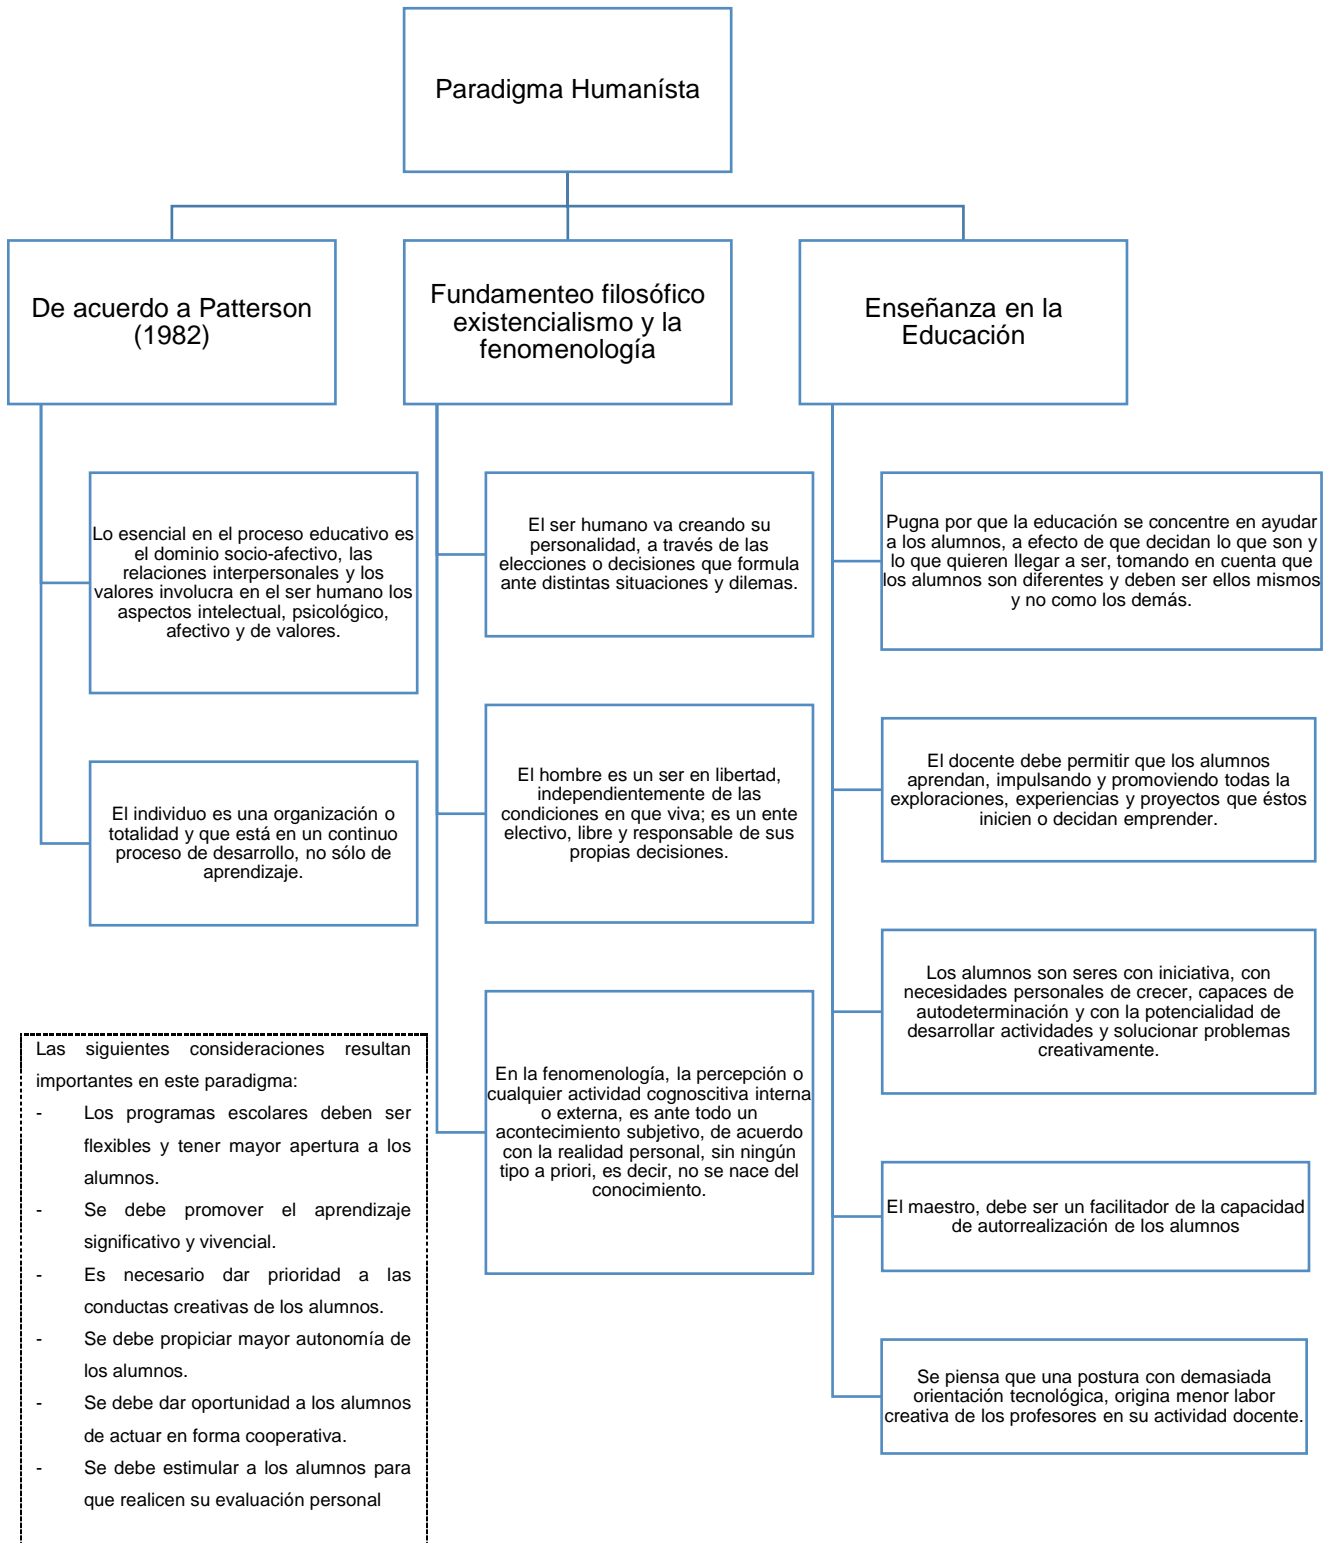 Paradigma Humanísta
De acuerdo a Patterson
(1982)
Lo esencial en el proceso educativo es
el dominio socio-afectivo, las
relaciones interpersonales y los
valores involucra en el ser humano los
aspectos intelectual, psicológico,
afectivo y de valores.
El individuo es una organización o
totalidad y que está en un continuo
proceso de desarrollo, no sólo de
aprendizaje.
Fundamenteo filosófico
existencialismo y la
fenomenología
El ser humano va creando su
personalidad, a través de las
elecciones o decisiones que formula
ante distintas situaciones y dilemas.
El hombre es un ser en libertad,
independientemente de las
condiciones en que viva; es un ente
electivo, libre y responsable de sus
propias decisiones.
En la fenomenología, la percepción o
cualquier actividad cognoscitiva interna
o externa, es ante todo un
acontecimiento subjetivo, de acuerdo
con la realidad personal, sin ningún
tipo a priori, es decir, no se nace del
conocimiento.
Enseñanza en la
Educación
Pugna por que la educación se concentre en ayudar
a los alumnos, a efecto de que decidan lo que son y
lo que quieren llegar a ser, tomando en cuenta que
los alumnos son diferentes y deben ser ellos mismos
y no como los demás.
El docente debe permitir que los alumnos
aprendan, impulsando y promoviendo todas la
exploraciones, experiencias y proyectos que éstos
inicien o decidan emprender.
Los alumnos son seres con iniciativa, con
necesidades personales de crecer, capaces de
autodeterminación y con la potencialidad de
desarrollar actividades y solucionar problemas
creativamente.
El maestro, debe ser un facilitador de la capacidad
de autorrealización de los alumnos
Se piensa que una postura con demasiada
orientación tecnológica, origina menor labor
creativa de los profesores en su actividad docente.
Las siguientes consideraciones resultan
importantes en este paradigma:
- Los programas escolares deben ser
flexibles y tener mayor apertura a los
alumnos.
- Se debe promover el aprendizaje
significativo y vivencial.
- Es necesario dar prioridad a las
conductas creativas de los alumnos.
- Se debe propiciar mayor autonomía de
los alumnos.
- Se debe dar oportunidad a los alumnos
de actuar en forma cooperativa.
- Se debe estimular a los alumnos para
que realicen su evaluación personal